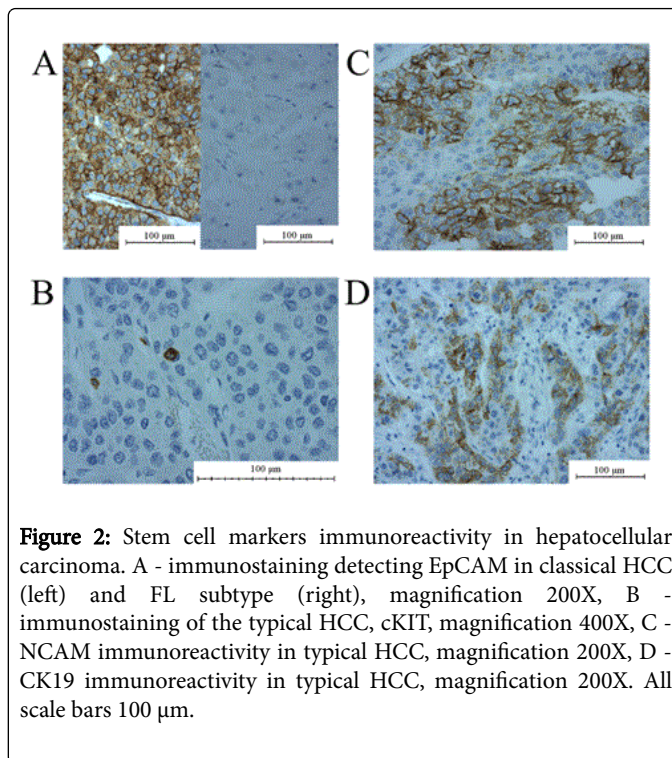 A
C
100 µm
100 µm
100 µm
B
D
100 µm
100 µm
Figure 2: Stem cell markers immunoreactivity in hepatocellular
carcinoma. A - immunostaining detecting EpCAM in classical HCC
(left) and FL subtype (right), magnification 200X, B -
immunostaining of the typical HCC, cKIT, magnification 400X, C -
NCAM immunoreactivity in typical HCC, magnification 200X, D -
CK19 immunoreactivity in typical HCC, magnification 200X. All
scale bars 100 µm.